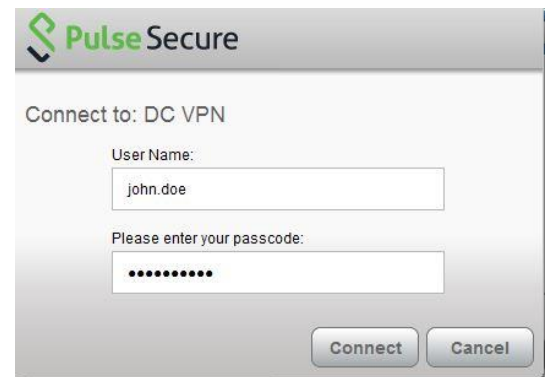 Pulse Secure
Connect to: DC VPN
User Name:
john.doe
Please enter your passcode:
••••••••••
Connect Cancel